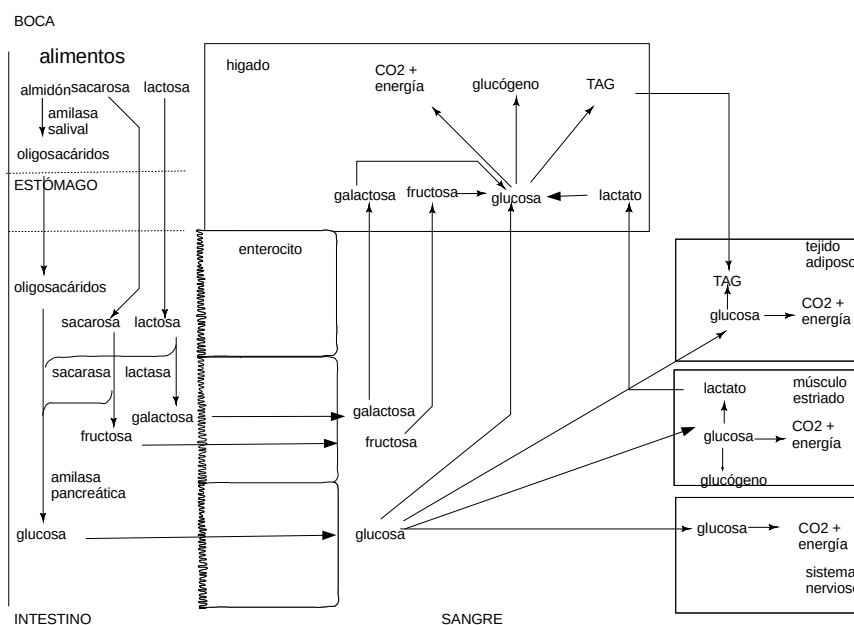 BOCA
alimentos
almidón sacarosa lactosa
amilasa
salival
oligosacáridos
ESTÓMAGO
higado
CO2 +
energía
glucógeno
TAG
galactosa
fructosa
glucosa
lactato
enterocito
oligosacáridos
sacarosa
lactosa
sacarasa
lactasa
galactosa
fructosa
amilasa
pancreática
glucosa
INTESTINO
galactosa
fructosa
glucosa
SANGRE
tejido
adiposo
TAG
glucosa
CO2 +
energía
músculo
estriado
lactato
glucosa
CO2 +
energía
glucógeno
glucosa
CO2 +
energía
sistema
nervioso